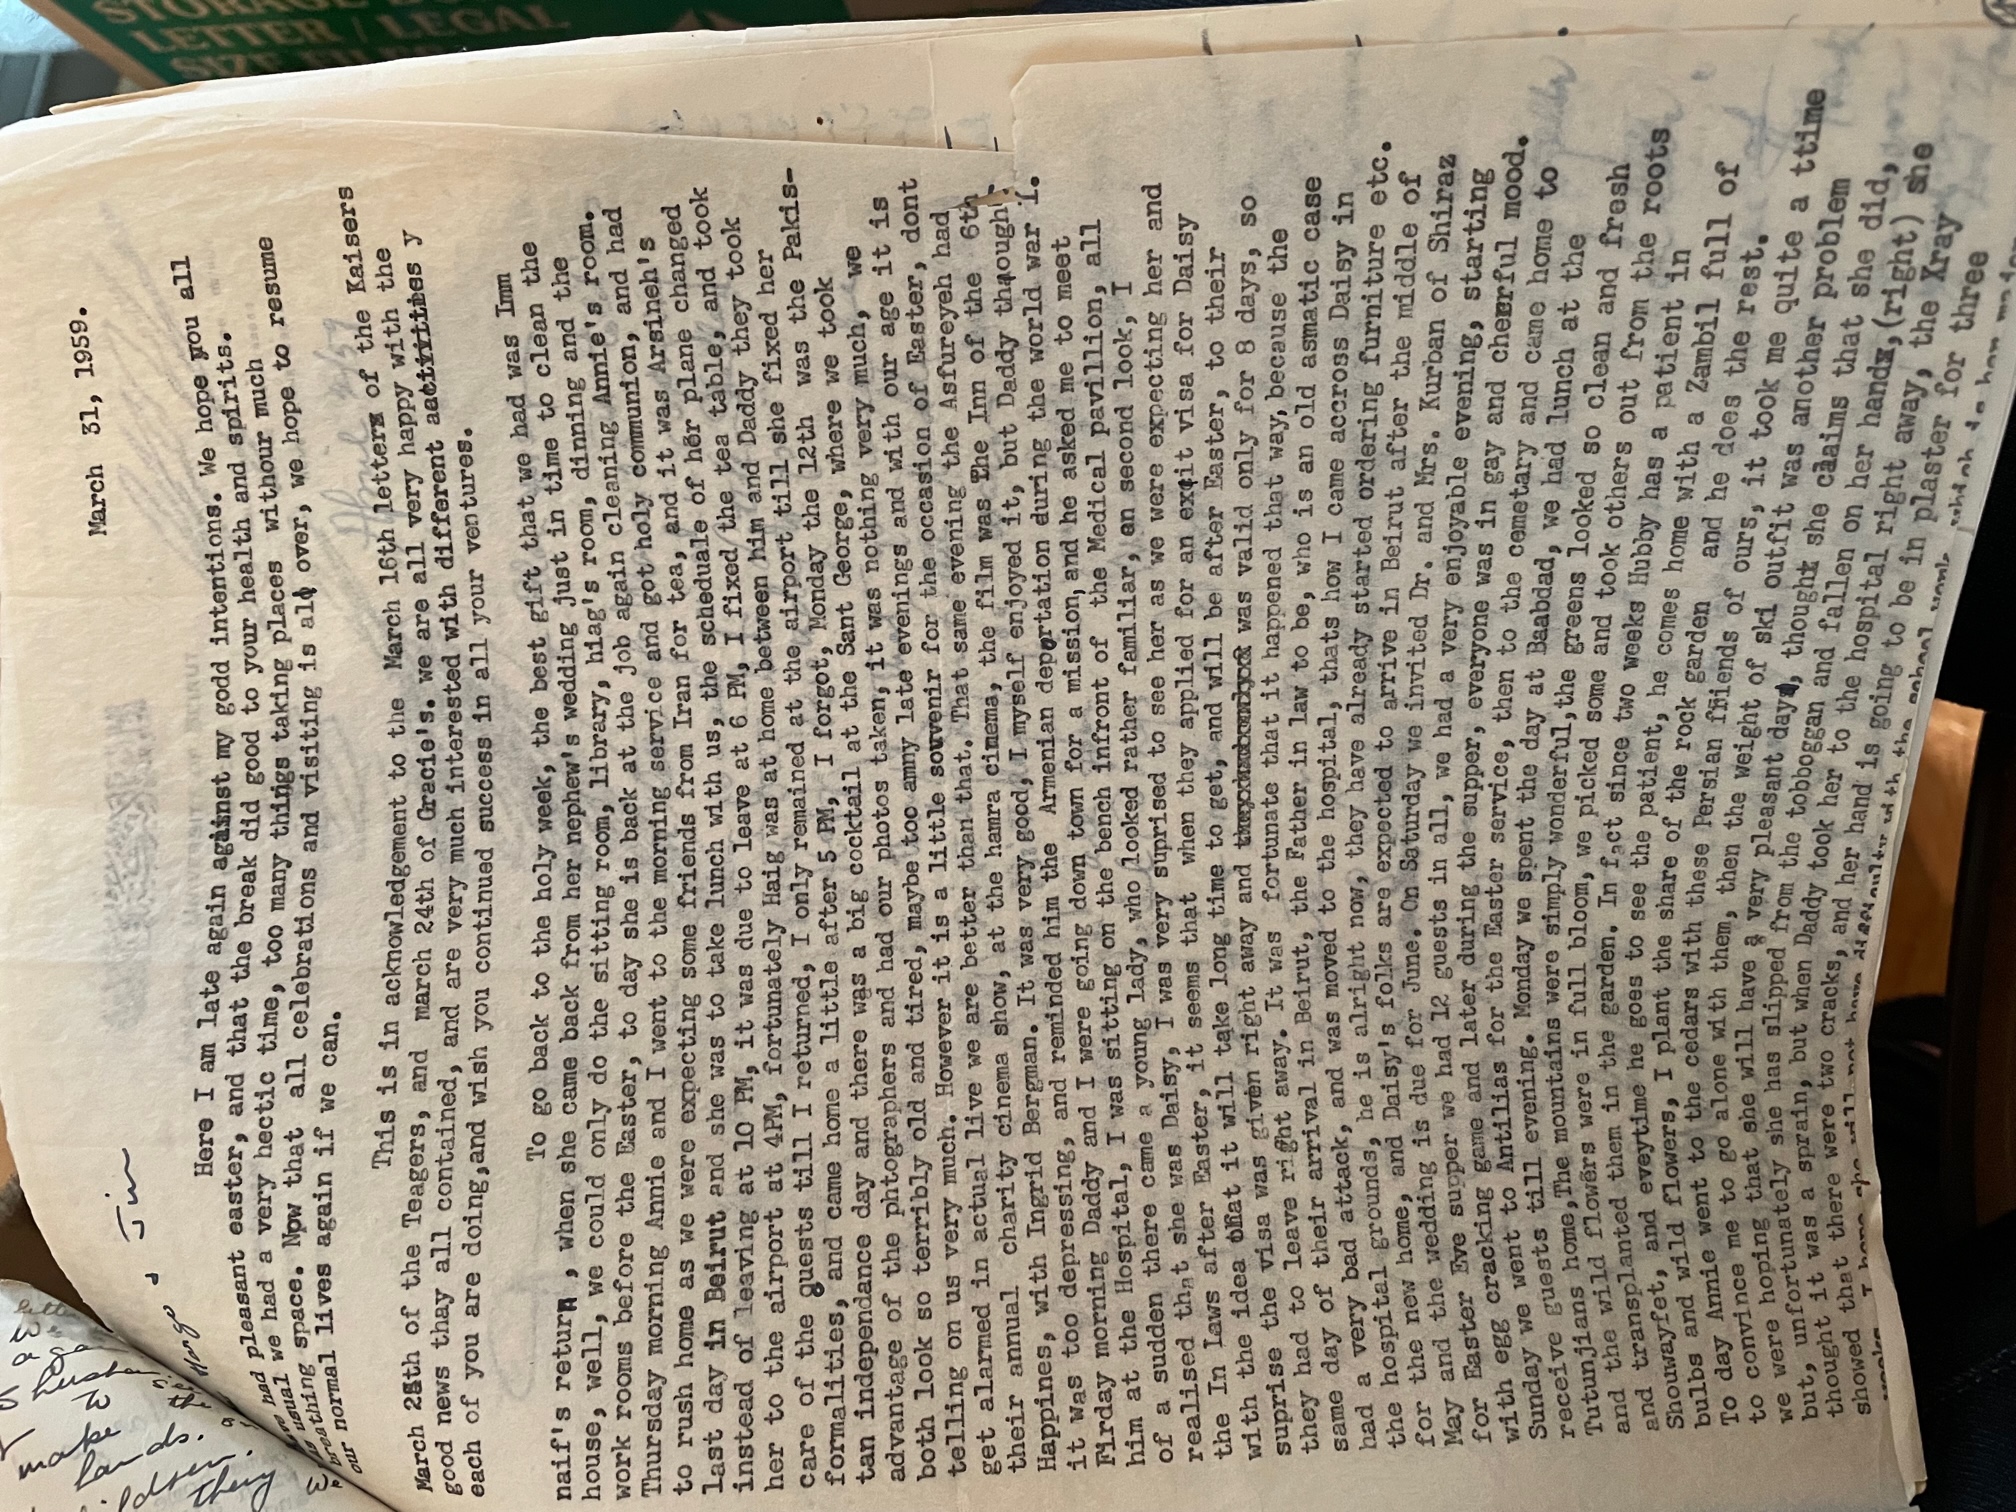 March 31, 1959.
Margo & Jim
UNIVERSITY OF BEIRUT
Here I am late again against my godd intentions. We hope you all
have had pleasant easter, and that the break did good to your health and spirits.
as usual we had a very hectic time, too many things taking places withour much
breathing space. Now that all celebrations and visiting is all over, we hope to resume
our normal lives again if we can.
April 2/59
This is in acknowledgement to the March 16th letters of the Kaisers
March 25th of the Teagers, and march 24th of Gracie's. we are all very happy with the
good news thay all contained, and are very much interested with different aactivities y
each of you are doing,and wish you continued success in all your ventures.
To go back to the holy week, the best gift that we had was Imm
naif's return , when she came back from her nephew's wedding just in time to clean the
house, well, we could only do the sitting room, library, hiag's room, dinning and the
work rooms before the Easter, to day she is back at the job again cleaning Annie's room.
Thursday morning Annie and I went to the morning service and got holy communion, and had
to rush home as we were expecting some friends from Iran for tea, and it was Arsineh's
last day in Beirut and she was to take lunch with us, the scheduale of her plane changed
instead of leaving at 10 PM, it was due to leave at 6 PM, I fixed the tea table, and took
her to the airport at 4PM, fortunately Haig was at home between him and Daddy they took
care of the guests till I returned, I only remained at the airport till she fixed her
formalities, and came home a little after 5 PM, I forgot, Monday the 12th was the Pakis-
tan independance day and there was a big cocktail at the Sant George, where we took
advantage of the phtographers and had our photos taken, it was nothing very much, we
both look so terribly old and tired, maybe too amny late evenings and with our age it is
telling on us very much. However it is a little souvenir for the occasion of Easter, dont
get alarmed in actual live we are better than that. That same evening the Asfureyeh had
their annual charity cinema show, at the hamra cinema, the film was The Inn of the 6th
Happines, with Ingrid Bergman. It was very good, I myself enjoyed it, but Daddy thaought
it was too depressing, and reminded him the Armenian deportation during the world war I.
Firday morning Daddy and I were going down town for a mission, and he asked me to meet
him at the Hospital, I was sitting on the bench infront of the Medical pavillion, all
of a sudden there came a young lady, who looked rather familiar, on second look, I
realised that she was Daisy, I was very suprised to see her as we were expecting her and
the In laws after Easter, it seems that when they applied for an exit visa for Daisy
with the idea that it will take long time to get, and will be after Easter, to their
suprise the visa was given right away and was valid only for 8 days, so
they had to leave right away. It was fortunate that it happened that way, because the
same day of their arrival in Beirut, the Father in law to be, who is an old asmatic case
had a very bad attack, and was moved to the hospital, thats how I came accross Daisy in
the hospital grounds, he is alright now, they have already started ordering furniture etc.
for the new home, and Daisy's folks are expected to arrive in Beirut after the middle of
May and the wedding is due for June. On Saturday we invited Dr. and Mrs. Kurban of Shiraz
for Easter Eve supper we had 12 guests in all, we had a very enjoyable evening, starting
with egg cracking game and later during the supper, everyone was in gay and cheerful mood.
Sunday we went to Antilias for the Easter service, then to the cemetary and came home to
receive guests till evening. Monday we spent the day at Baabdad, we had lunch at the
Tutunjians home,The mountains were simply wonderful,the greens looked so clean and fresh
and the wild flowers were in full bloom, we picked some and took others out from the roots
and transplanted them in the garden. In fact since two weeks Hubby has a patient in
Shouwayfet, and eveytime he goes to see the patient, he comes home with a Zambil full of
bulbs and wild flowers, I plant the share of the rock garden and he does the rest.
To day Annie went to the cedars with these Persian friends of ours, it took me quite a ttime
to convince me to go alone with them, then the weight of ski outfit was another problem
we were hoping that she will have a very pleasant day, thought she claims that she did,
but, unfortunately she has slipped from the tobboggan and fallen on her hand,(right) she
thought it was a sprain, but when Daddy took her to the hospital right away, the Xray
showed that there were two cracks, and her hand is going to be in plaster for three
weeks. I hope she will not have difficulty with the school work, which is her
make
lands.
children
they
We
STORE
LETTER / LEGAL